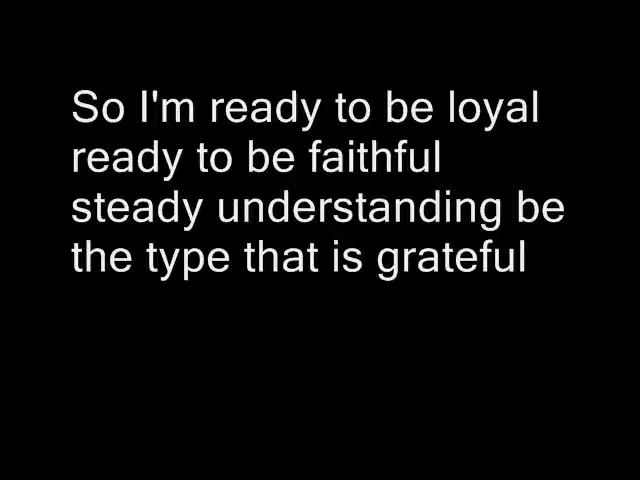 So I'm ready to be loyal
ready to be faithful
steady understanding be
the type that is grateful